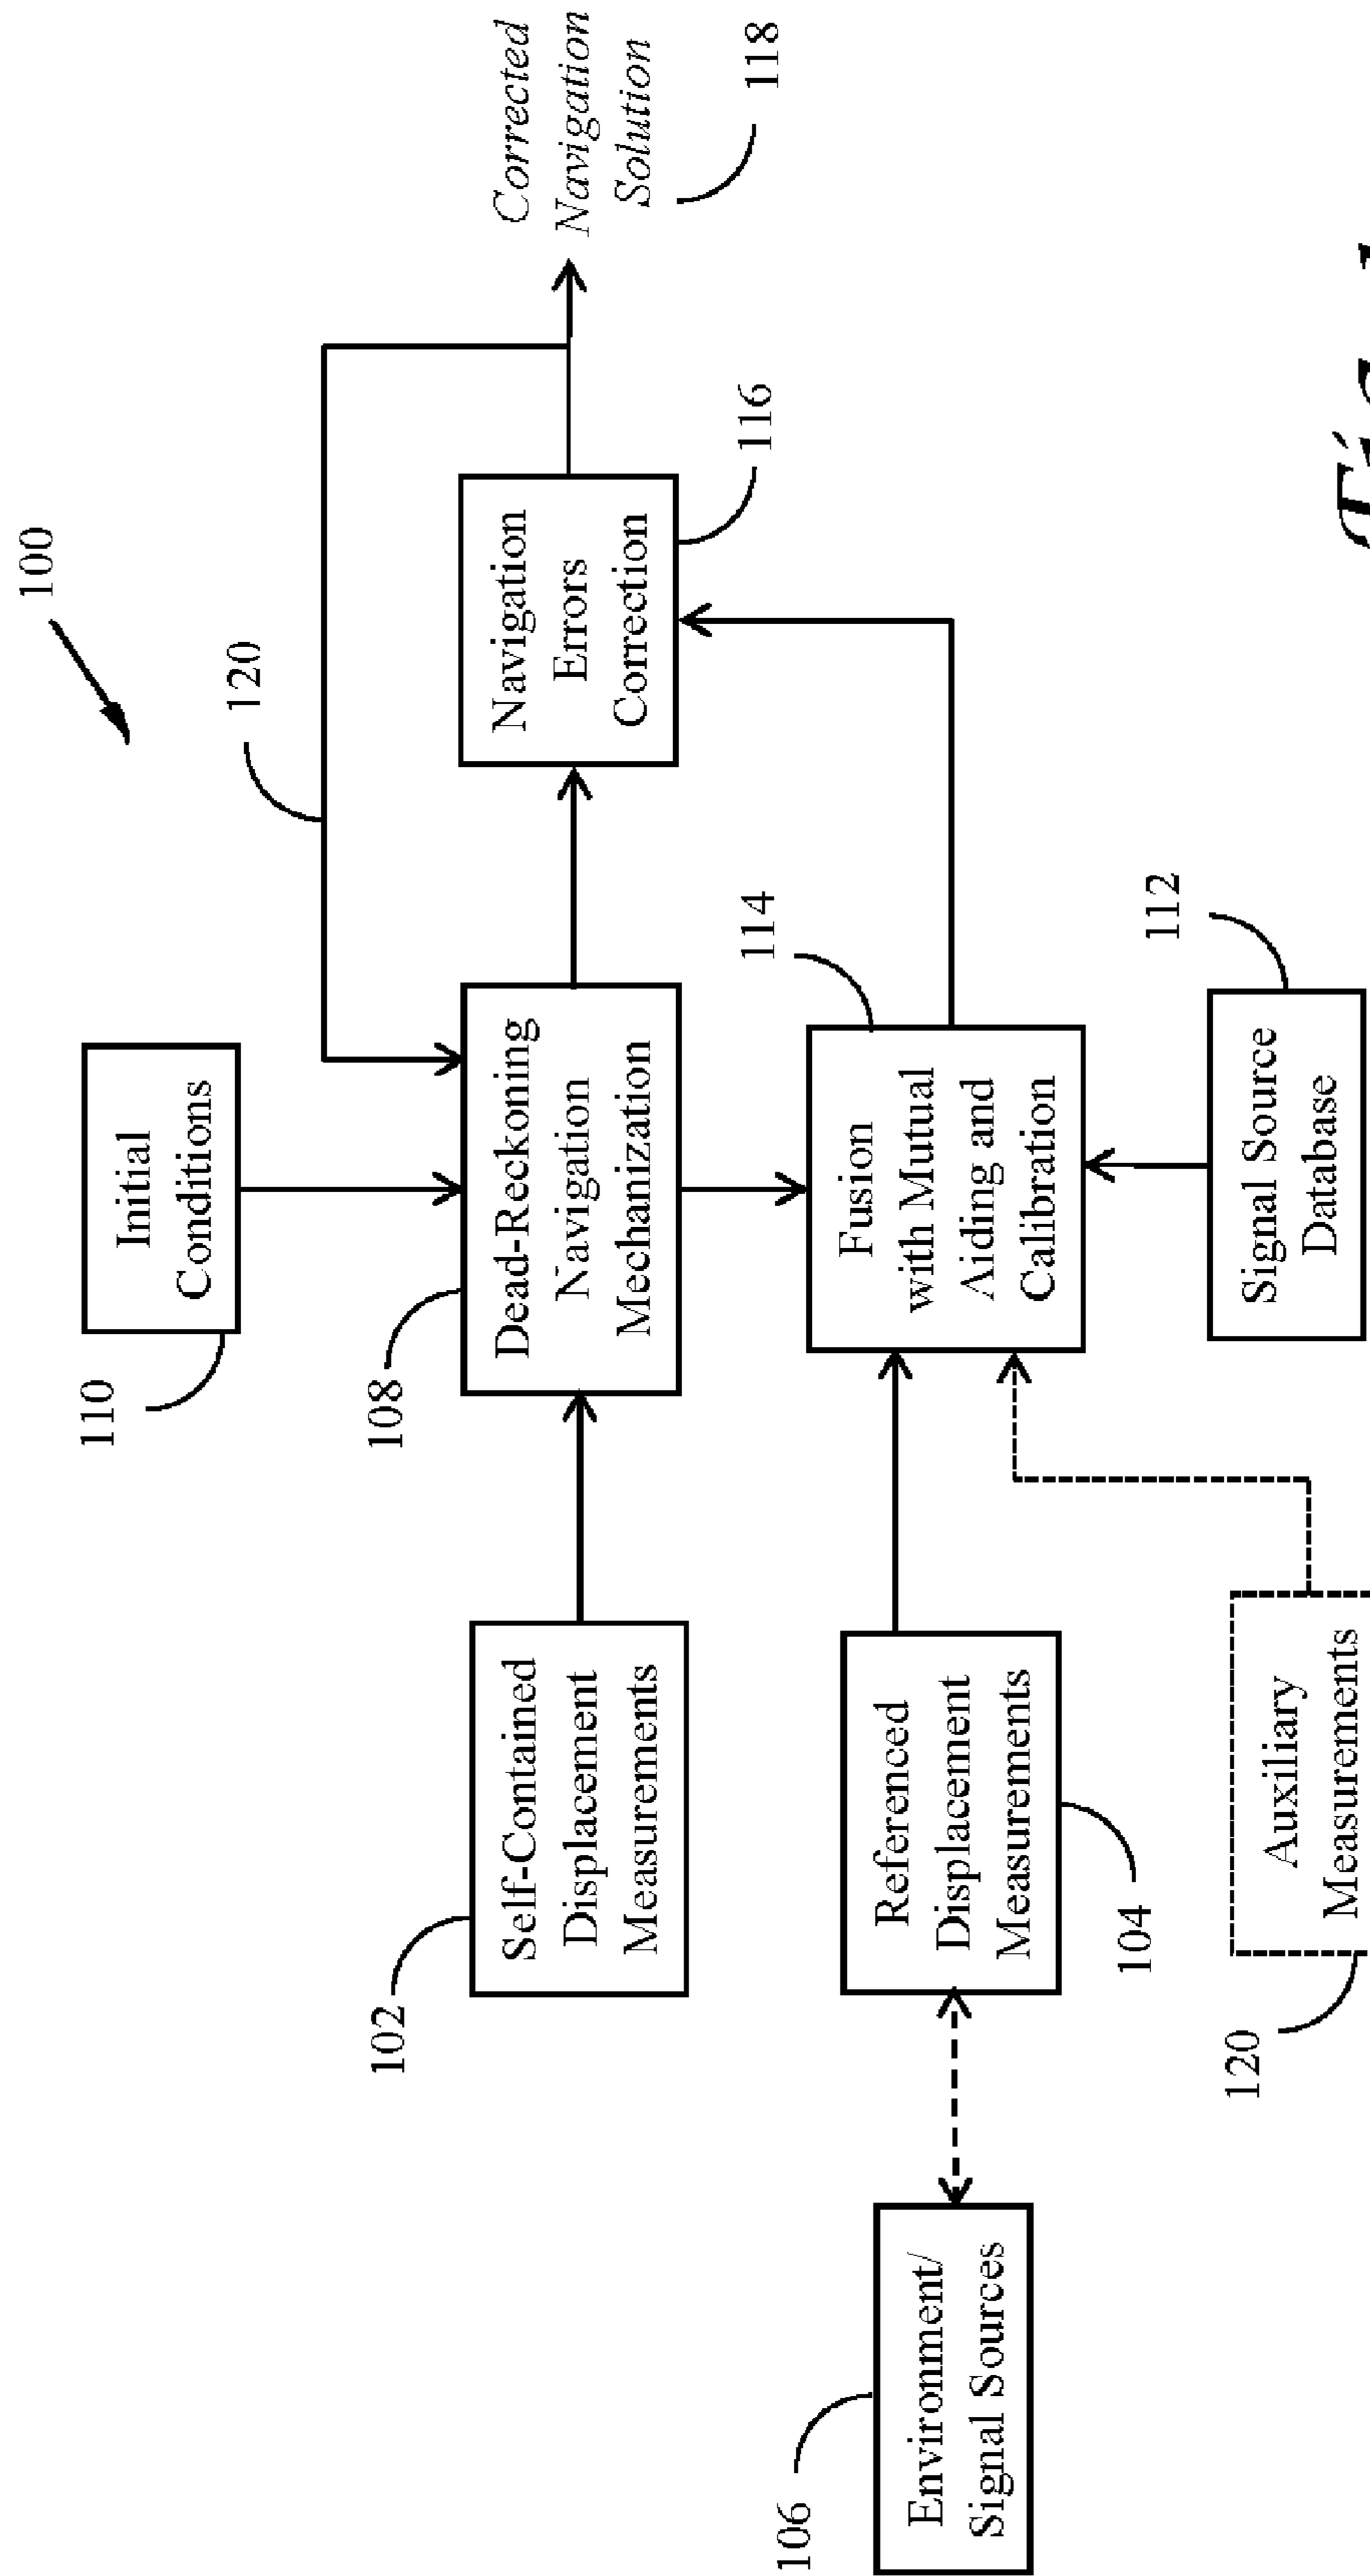 100
110
Initial
Conditions
120
102
Self-Contained
Displacement
Measurements
108
Dead-Reckoning
Navigation
Mechanization
Navigation
Errors
Correction
116
Corrected
Navigation
Solution
118
106
Environment/
Signal Sources
Referenced
Displacement
Measurements
104
114
Fusion
with Mutual
Aiding and
Calibration
120
Auxiliary
Measurements
112
Signal Source
Database